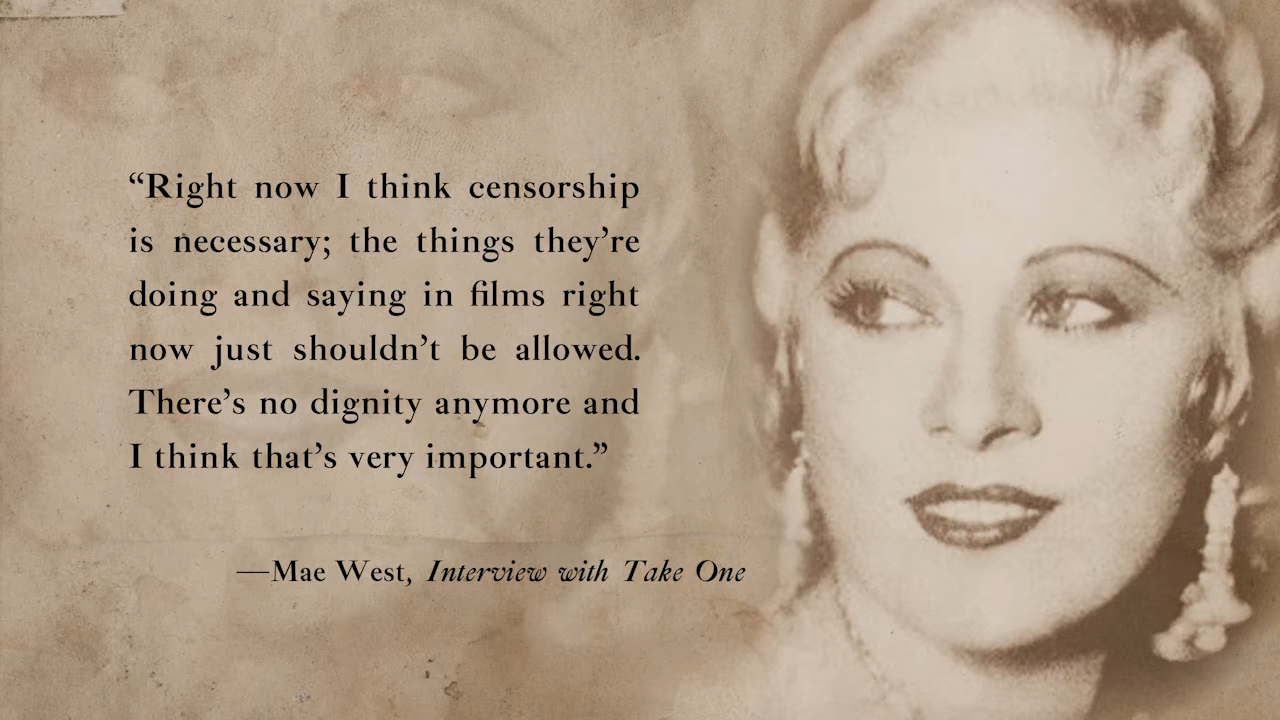 “Right now I think censorship
is necessary; the things they’re
doing and saying in films right
now just shouldn’t be allowed.
There’s no dignity anymore and
I think that’s very important.”
—Mae West, Interview with Take One